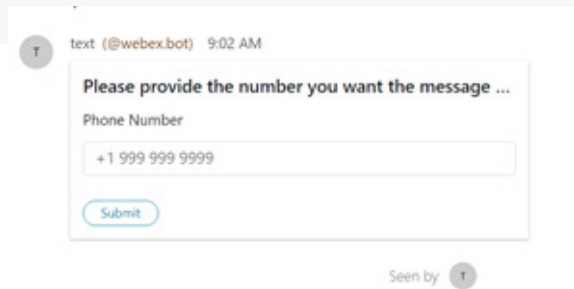 T
text (@webex.bot) 9:02 AM
Please provide the number you want the message ...
Phone Number
+1 999 999 9999
Submit
Seen by T